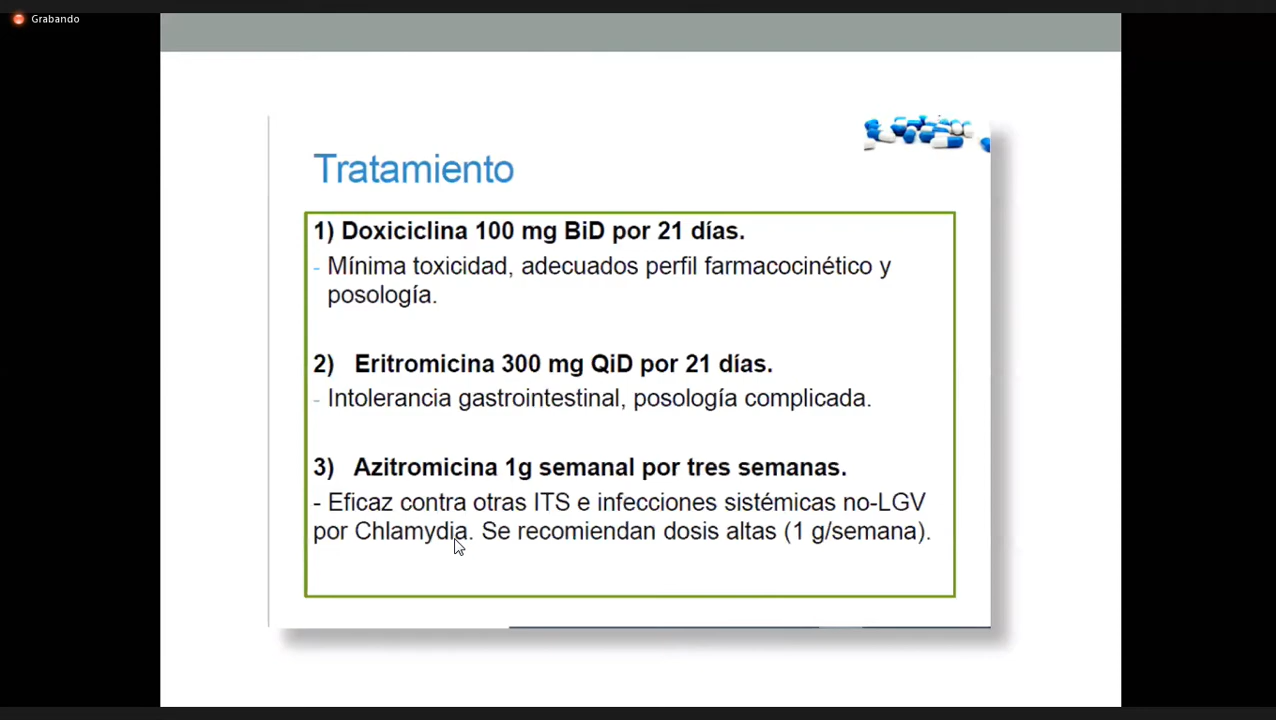 Grabando
Tratamiento
1) Doxiciclina 100 mg BiD por 21 días.
- Mínima toxicidad, adecuados perfil farmacocinético y
posología.
2) Eritromicina 300 mg QiD por 21 días.
- Intolerancia gastrointestinal, posología complicada.
3) Azitromicina 1g semanal por tres semanas.
- Eficaz contra otras ITS e infecciones sistémicas no-LGV
por Chlamydia. Se recomiendan dosis altas (1 g/semana).